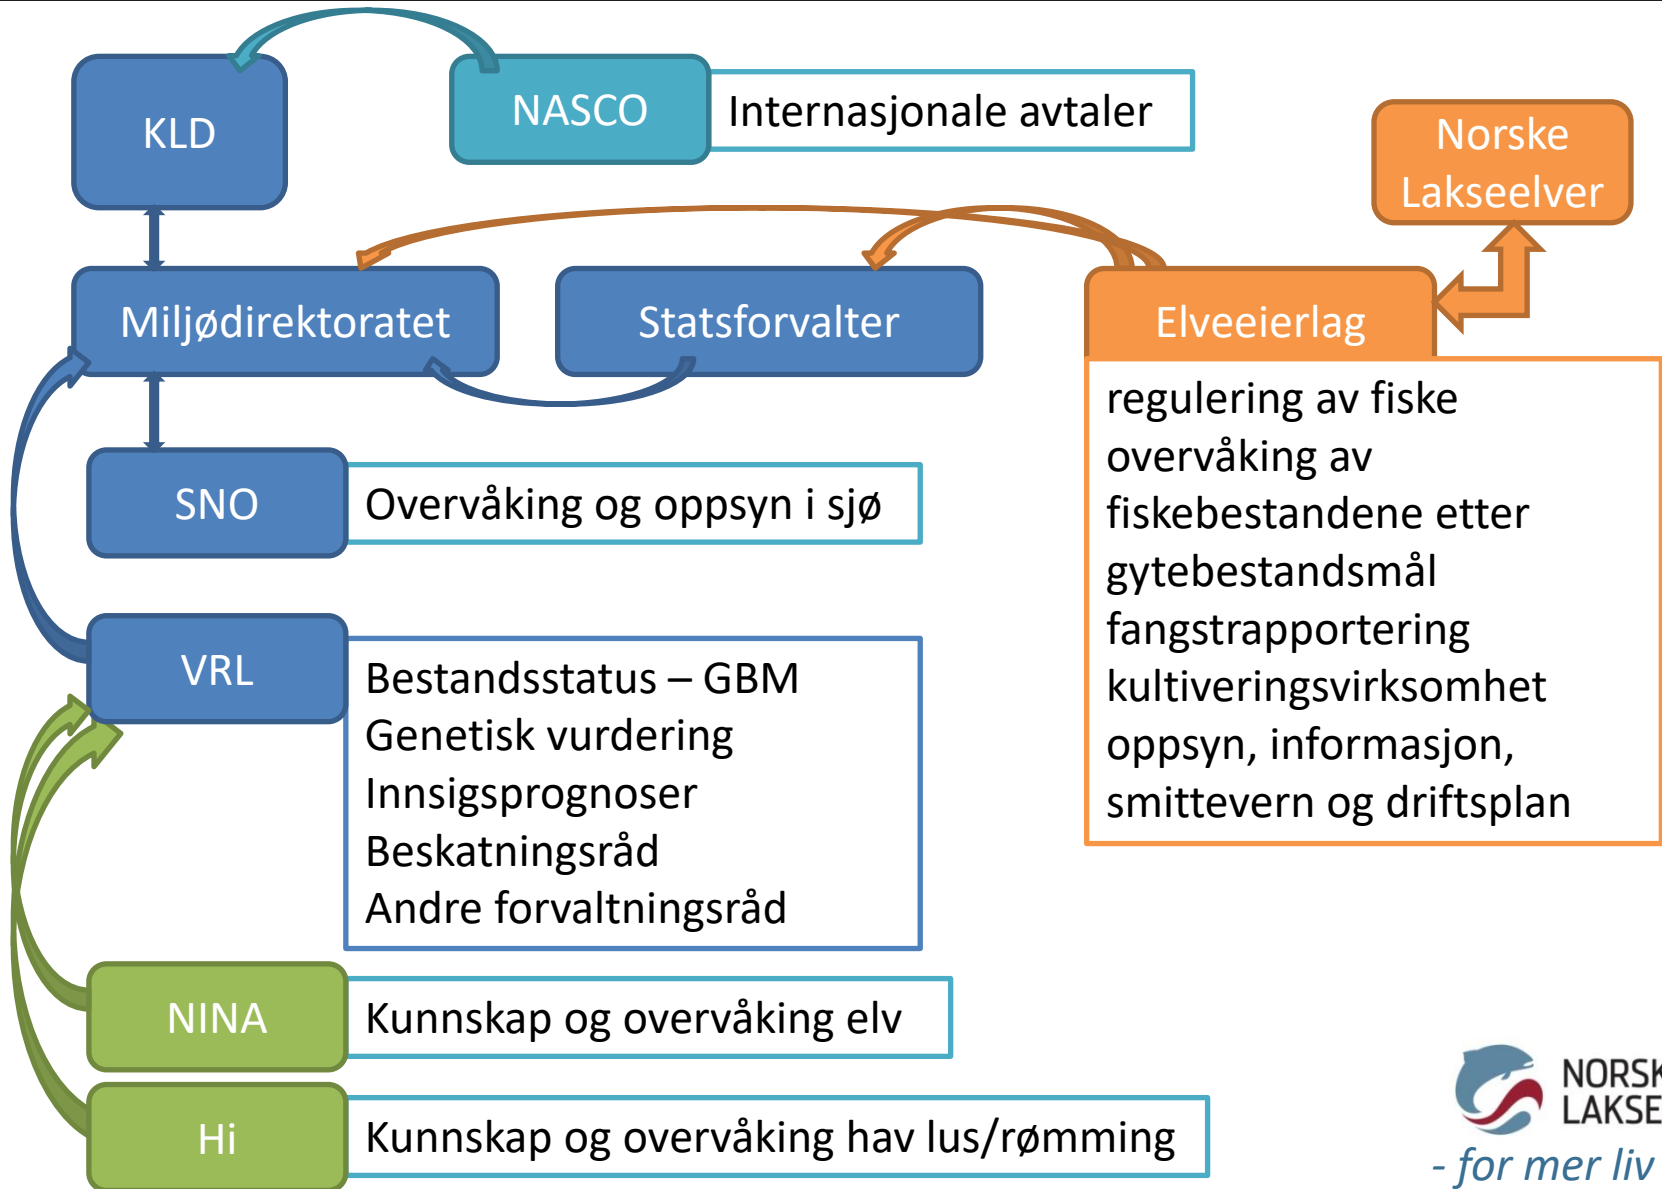 KLD
NASCO
Internasjonale avtaler
Norske
Lakseelver
Miljødirektoratet
Statsforvalter
Elveeierlag
regulering av fiske
overvåking av
fiskebestandene etter
gytebestandsmål
fangstrapportering
kultiveringsvirksomhet
oppsyn, informasjon,
smittevern og driftsplan
SNO
Overvåking og oppsyn i sjø
VRL
Bestandsstatus – GBM
Genetisk vurdering
Innsigsprognoser
Beskatningsråd
Andre forvaltningsråd
NINA
Kunnskap og overvåking elv
Hi
Kunnskap og overvåking hav lus/rømming
- for mer liv